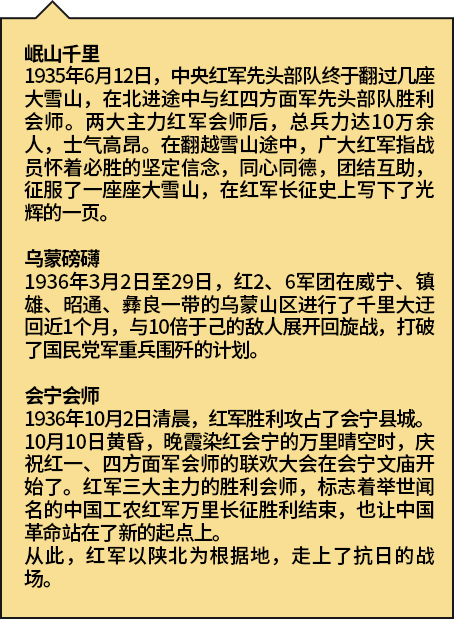 岷山千里
1935年6月12日，中央红军先头部队终于翻过几座
大雪山，在北进途中与红四方面军先头部队胜利
会师。两大主力红军会师后，总兵力达10万余
人，士气高昂。在翻越雪山途中，广大红军指战
员怀着必胜的坚定信念，同心同德，团结互助，
征服了一座座大雪山，在红军长征史上写下了光
辉的一页。
乌蒙磅礴
1936年3月2日至29日，红2、6军团在威宁、镇
雄、昭通、彝良一带的乌蒙山区进行了千里大迂
回近1个月，与10倍于己的敌人展开回旋战，打破
了国民党军重兵围歼的计划。
会宁会师
1936年10月2日清晨，红军胜利攻占了会宁县城。
10月10日黄昏，晚霞染红会宁的万里晴空时，庆
祝红一、四方面军会师的联欢大会在会宁文庙开
始了。红军三大主力的胜利会师，标志着举世闻
名的中国工农红军万里长征胜利结束，也让中国
革命站在了新的起点上。
从此，红军以陕北为根据地，走上了抗日的战
场。